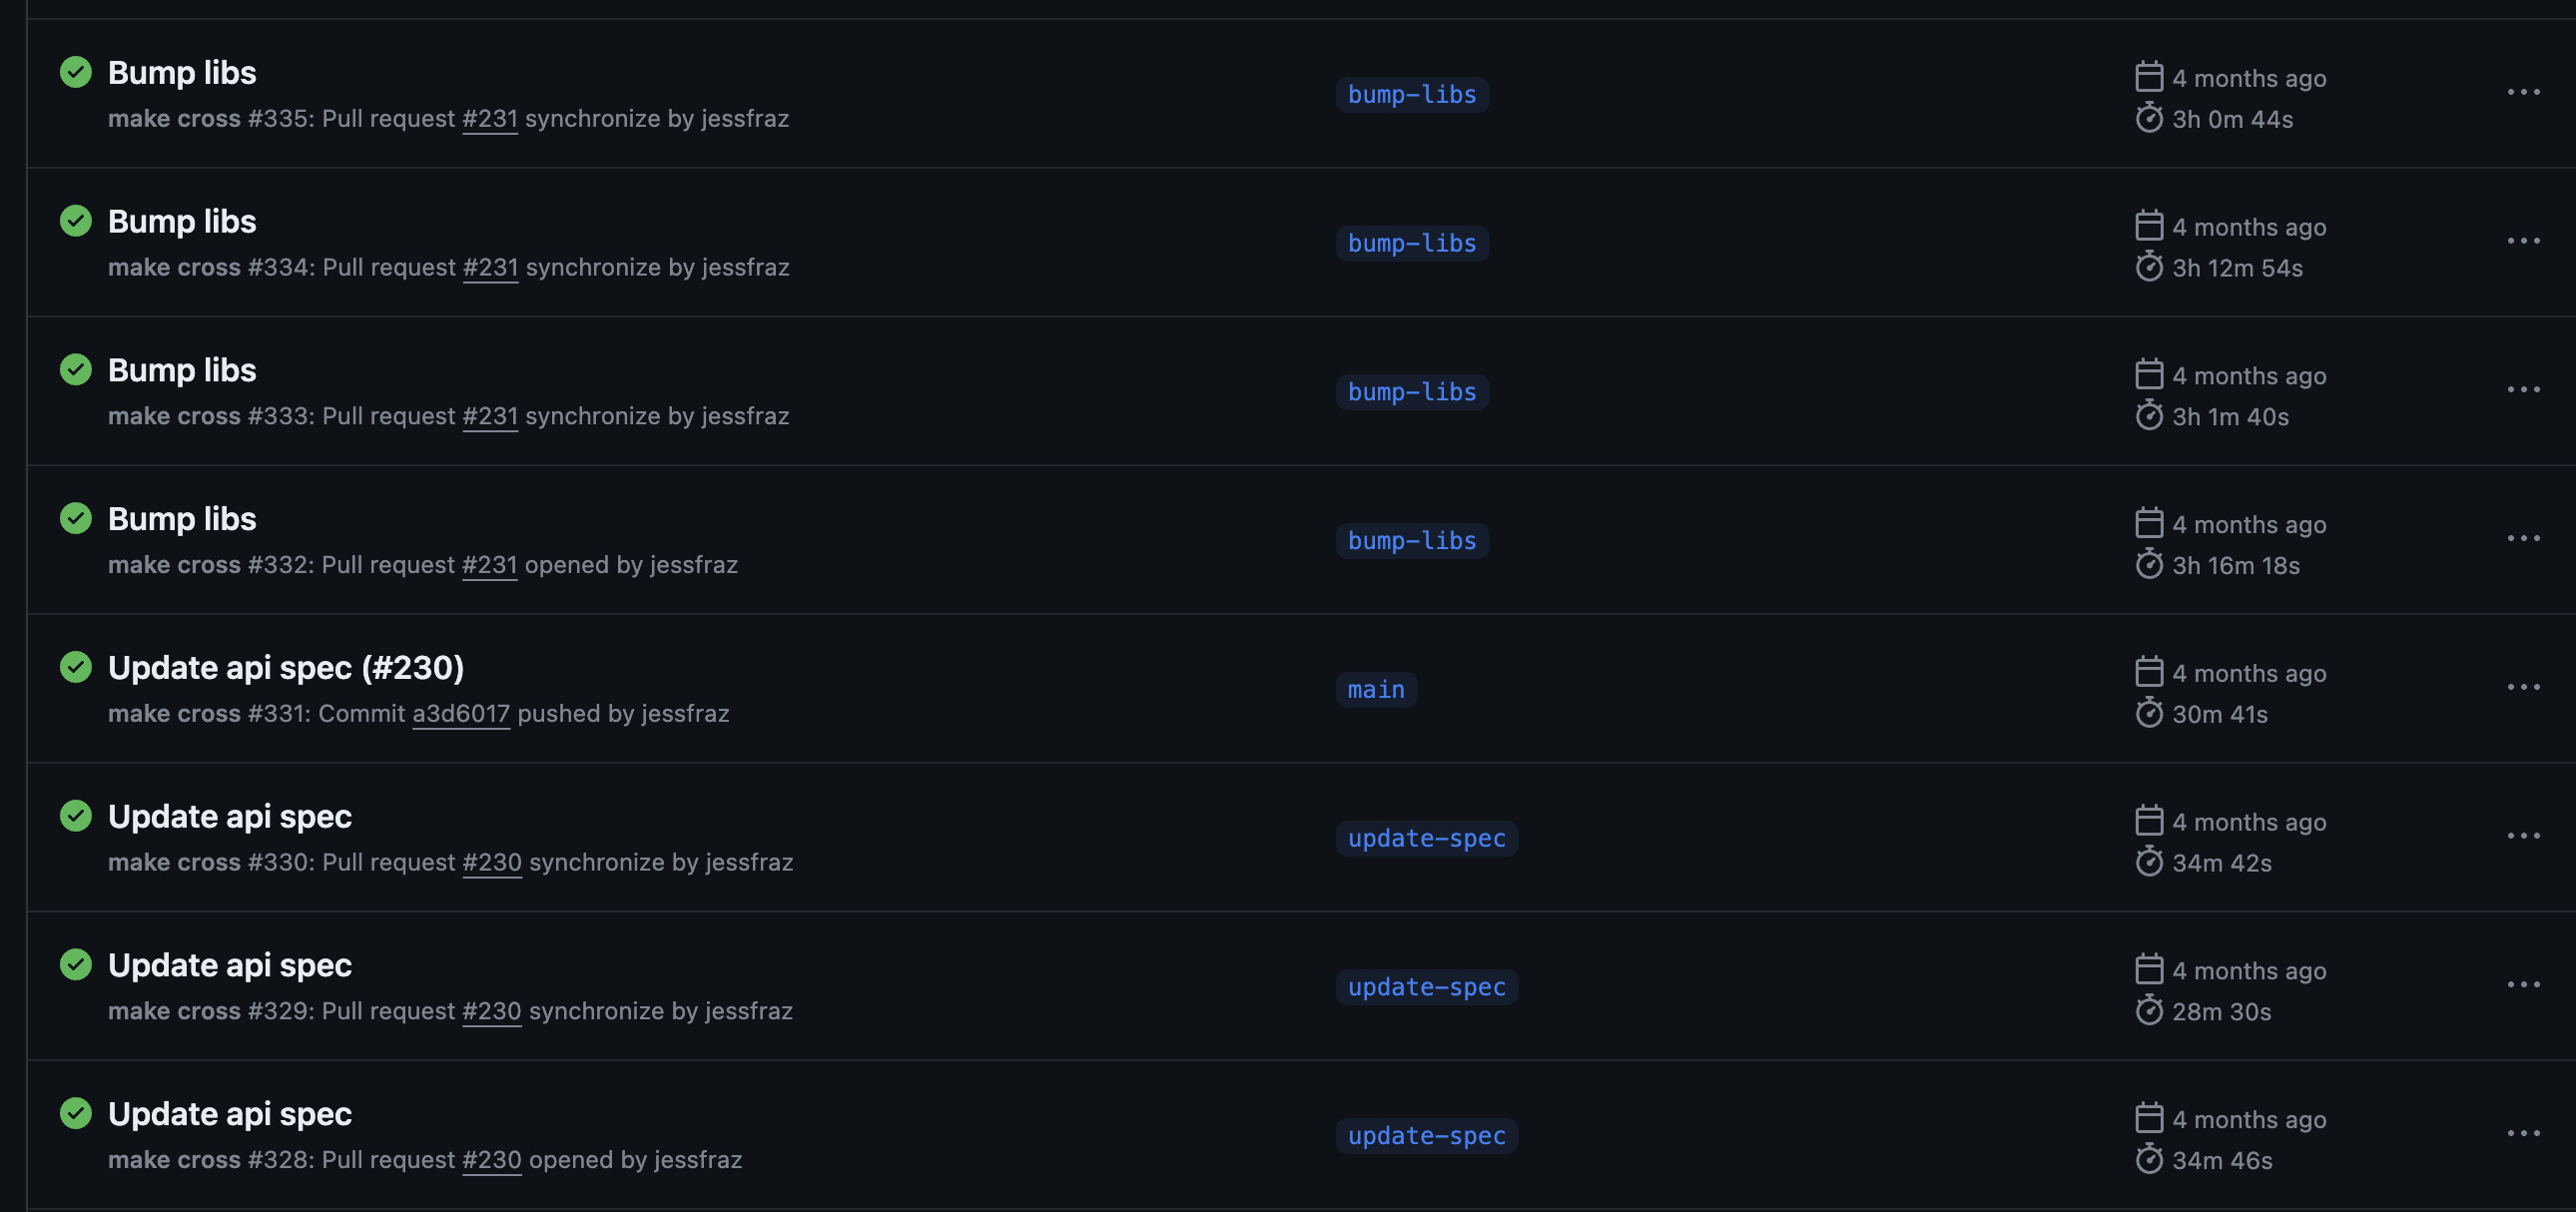 Bump libs
make cross #335: Pull request #231 synchronize by jessfraz
bump-libs
4 months ago
3h 0m 44s
Bump libs
make cross #334: Pull request #231 synchronize by jessfraz
bump-libs
4 months ago
3h 12m 54s
Bump libs
make cross #333: Pull request #231 synchronize by jessfraz
bump-libs
4 months ago
3h 1m 40s
Bump libs
make cross #332: Pull request #231 opened by jessfraz
bump-libs
4 months ago
3h 16m 18s
Update api spec (#230)
make cross #331: Commit a3d6017 pushed by jessfraz
main
4 months ago
30m 41s
Update api spec
make cross #330: Pull request #230 synchronize by jessfraz
update-spec
4 months ago
34m 42s
Update api spec
make cross #329: Pull request #230 synchronize by jessfraz
update-spec
4 months ago
28m 30s
Update api spec
make cross #328: Pull request #230 opened by jessfraz
update-spec
4 months ago
34m 46s